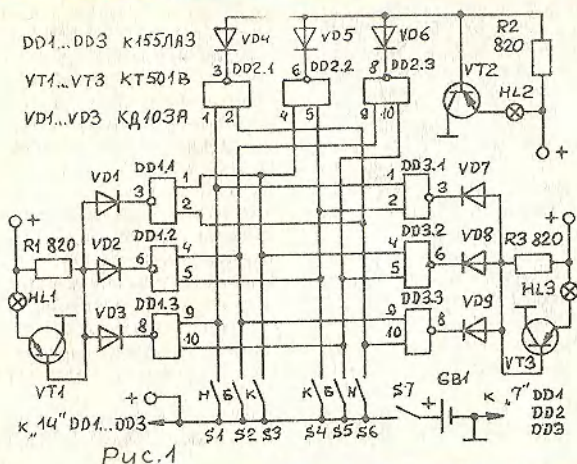 DD1...DD3 К155ЛА3
VT1...VT3 КТ501В
VD1...VD3 КД103А
VD4
VD5
VD6
R2
820
VT2
HL2
3
DD2.1
6
DD2.2
8
DD2.3
1 2
4 5
9 10
+
VD1
DD1.1
3
1
2
DD3.1
1
2
3
VD7
+
R1 820
VD2
DD1.2
6
4
5
DD3.2
4
5
6
VD8
R3 820
+
HL1
VD3
DD1.3
8
9
10
DD3.3
9
10
8
VD9
HL3
VT1
VT3
+
Н Б К
К Б Н
S7
+
GB1
К "7" DD1
DD2
DD3
К "14" DD1...DD3
S1 S2 S3
S4 S5 S6
Рис.1